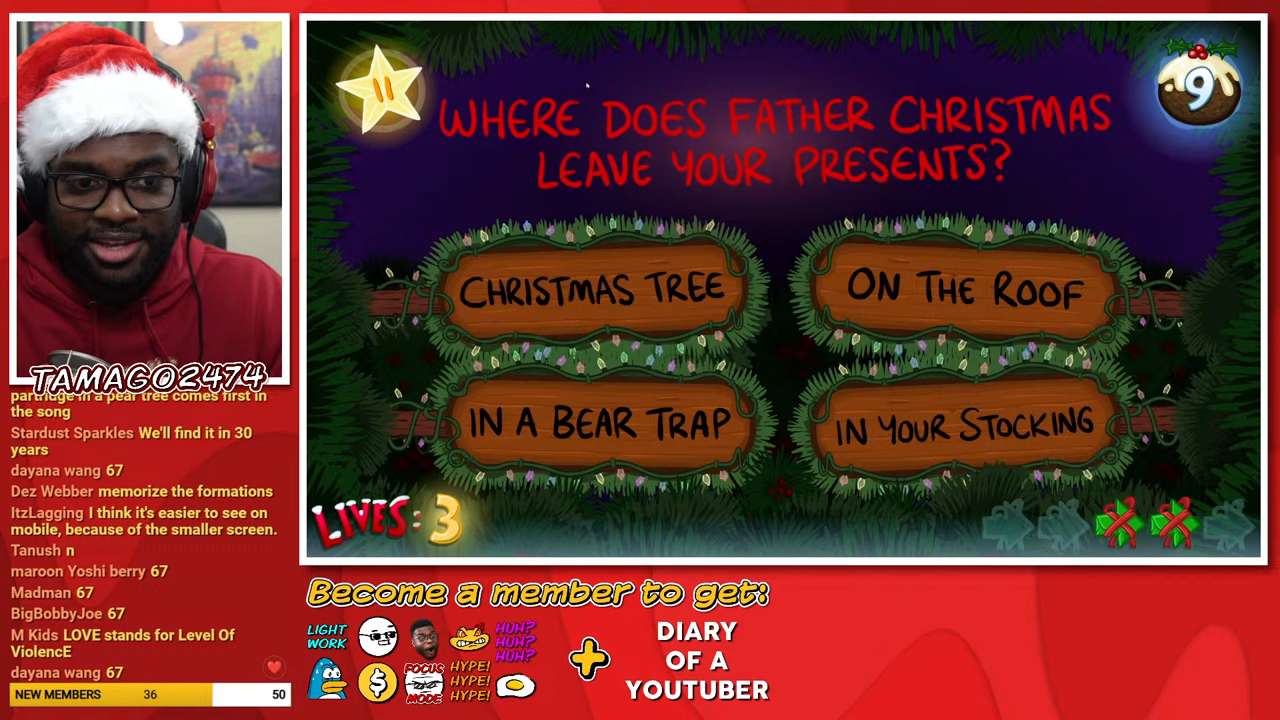 WHERE DOES FATHER CHRISTMAS
LEAVE YOUR PRESENTS?
9
CHRISTMAS TREE
ON THE ROOF
IN A BEAR TRAP
IN YOUR STOCKING
LIVES: 3
TAMAGO2474
partridge in a pear tree comes first in
the song
Stardust Sparkles We'll find it in 30
years
dayana wang 67
Dez Webber memorize the formations
ItzLagging I think it's easier to see on
mobile, because of the smaller screen.
Tanush n
maroon Yoshi berry 67
Madman 67
BigBobbyJoe 67
M Kids LOVE stands for Level Of
ViolencE
dayana wang 67
NEW MEMBERS 36 50
Become a member to get:
LIGHT
WORK
HUH?
HUH?
HUH?
$
FOCUS
MODE
HYPE!
HYPE!
HYPE!
+
DIARY
OF A
YOUTUBER